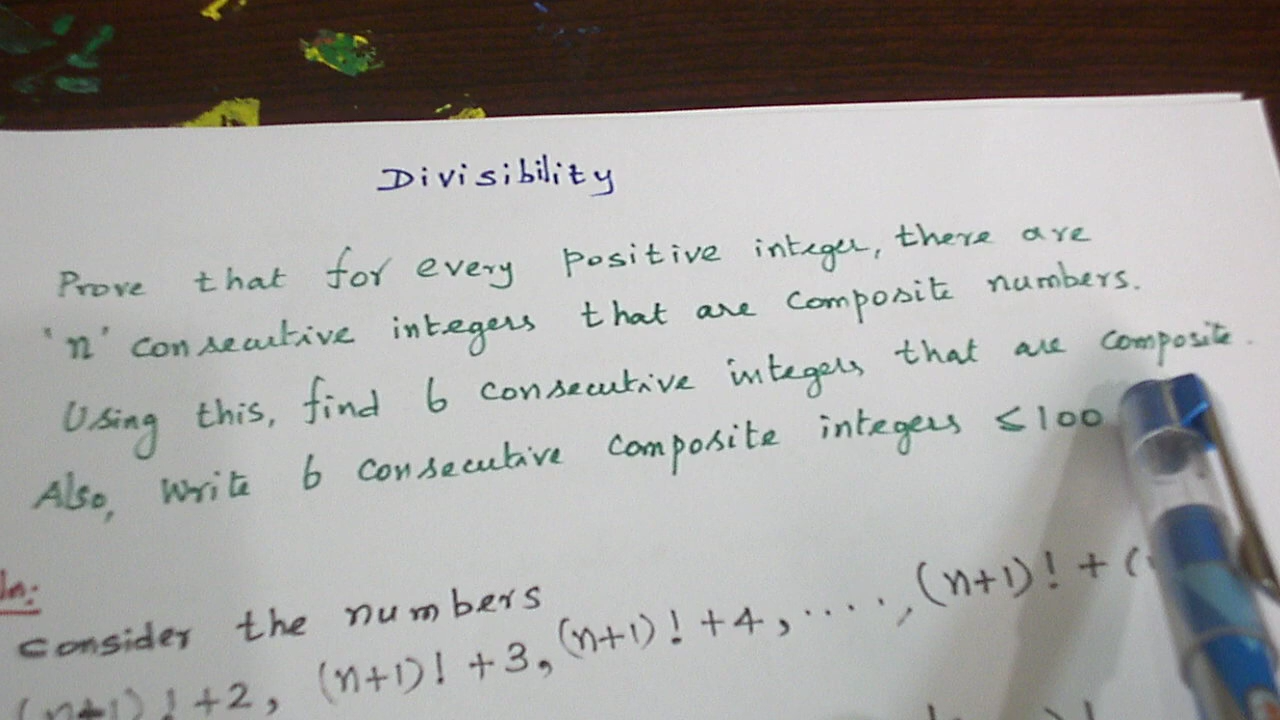 Divisibility
Prove that for every positive integer, there are
'n' consecutive integers that are composite numbers.
Using this, find 6 consecutive integers that are composite.
Also, Write 6 consecutive composite integers ≤100
ln:
consider the numbers
(n+1)! +2, (n+1)! +3, (n+1)! +4, ....., (n+1)! + (